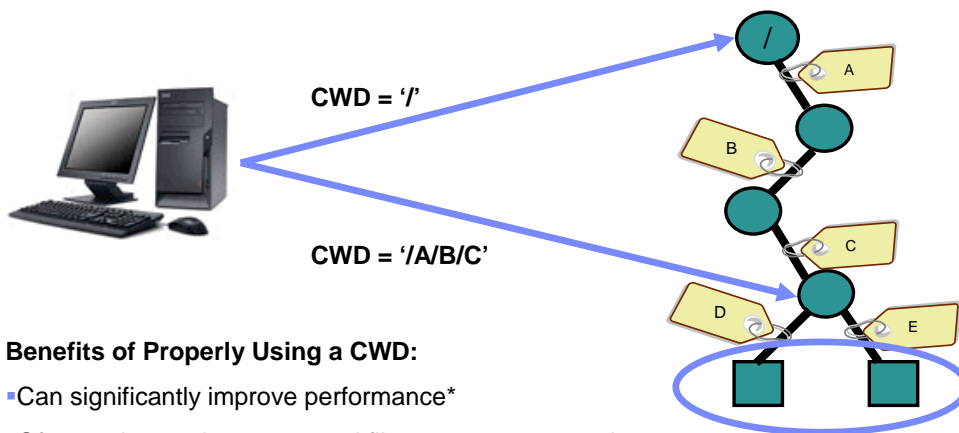 /
A
CWD = ‘/’
B
C
CWD = ‘/A/B/C’
D
E
Benefits of Properly Using a CWD:
▪Can significantly improve performance*